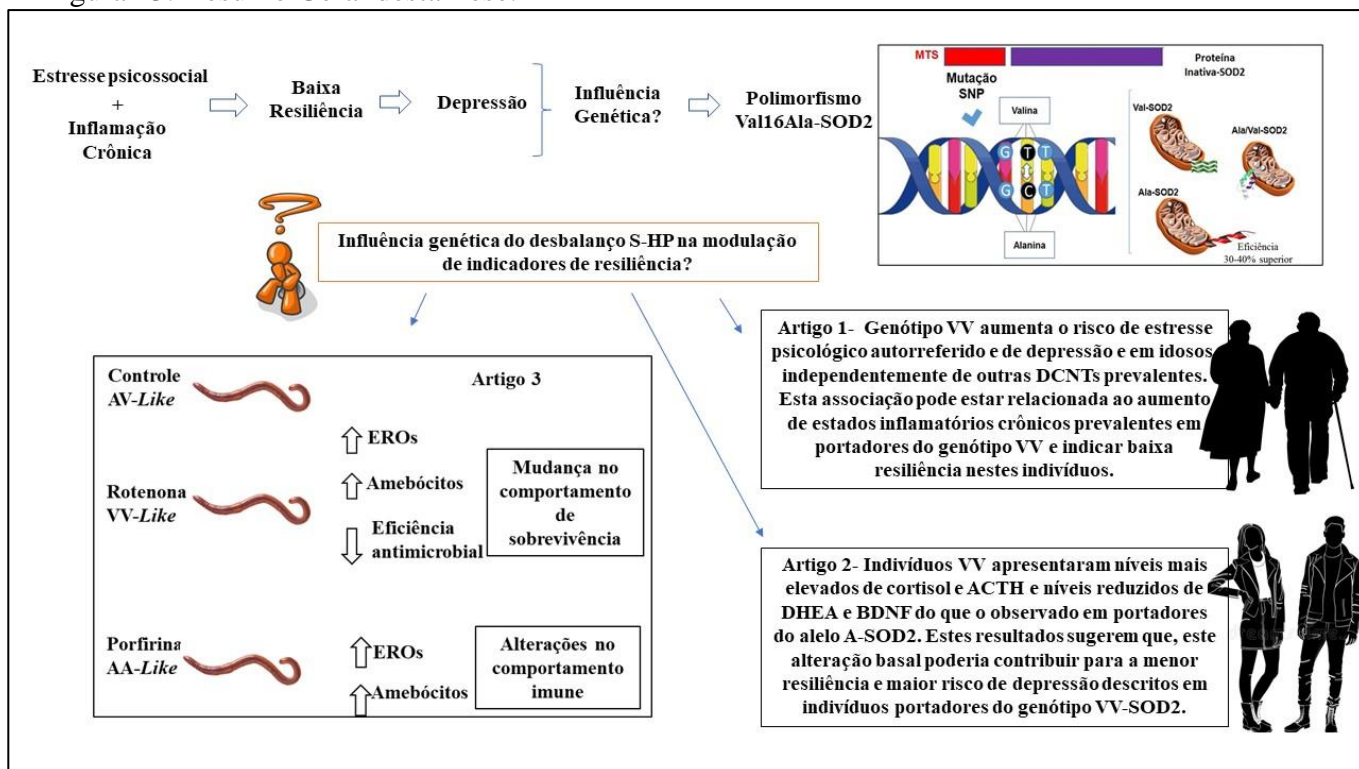 Estresse psicossocial
+
Inflamação
Crônica
Baixa
Resiliência
Depressão
Influência
Genética?
Polimorfismo
Val16Ala-SOD2
MTS
Proteína
Inativa-SOD2
Mutação
SNP
Valina
G T T
G C T
Alanina
Val-SOD2
Ala/Val-SOD2
Ala-SOD2
Eficiência
30-40% superior
Influência genética do desbalanço S-HP na modulação
de indicadores de resiliência?
Artigo 3
Controle
AV-Like
Rotenona
VV-Like
EROs
Amebócitos
Eficiência
antimicrobial
Mudança no
comportamento
de
sobrevivência
Porfirina
AA-Like
EROs
Amebócitos
Alterações no
comportamento
imune
Artigo 1- Genótipo VV aumenta o risco de estresse
psicológico autorreferido e de depressão e em idosos
independentemente de outras DCNTs prevalentes.
Esta associação pode estar relacionada ao aumento
de estados inflamatórios crônicos prevalentes em
portadores do genótipo VV e indicar baixa
resiliência nestes indivíduos.
Artigo 2- Indivíduos VV apresentaram níveis mais
elevados de cortisol e ACTH e níveis reduzidos de
DHEA e BDNF do que o observado em portadores
do alelo A-SOD2. Estes resultados sugerem que, este
alteração basal poderia contribuir para a menor
resiliência e maior risco de depressão descritos em
indivíduos portadores do genótipo VV-SOD2.